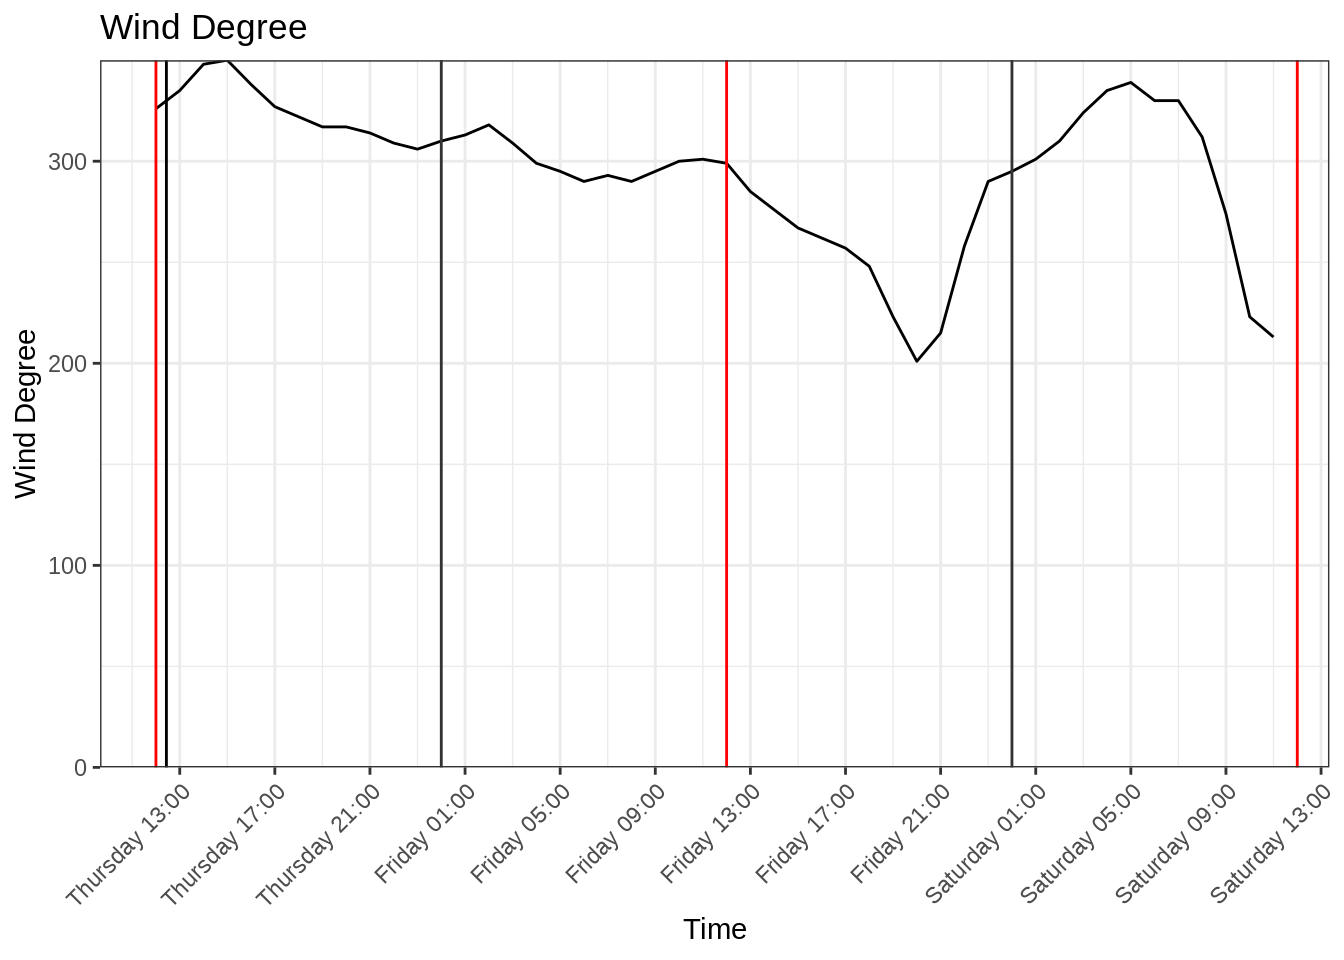 Wind Degree
Wind Degree
300
200
100
0
Thursday 13:00
Thursday 17:00
Thursday 21:00
Friday 01:00
Friday 05:00
Friday 09:00
Friday 13:00
Friday 17:00
Friday 21:00
Saturday 01:00
Saturday 05:00
Saturday 09:00
Saturday 13:00
Time